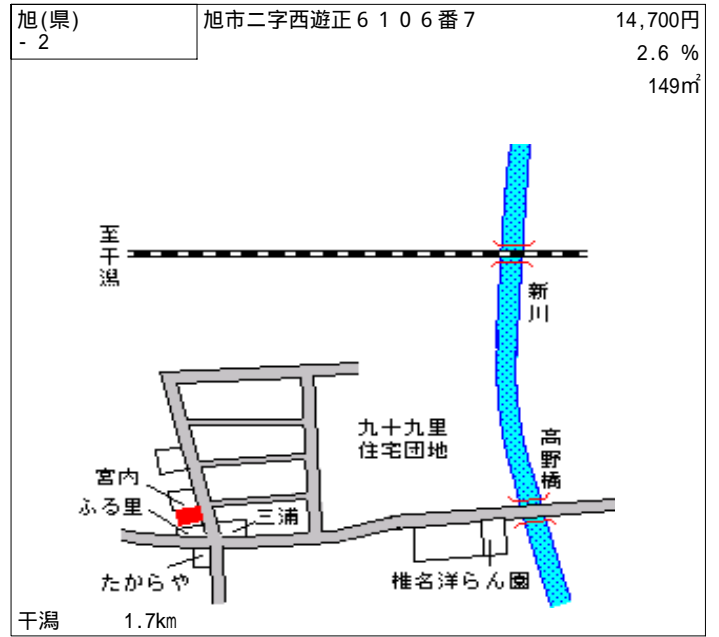 旭(県)
- 2
旭市二字西遊正６１０６番７
14,700円
2.6 %
149㎡
至干潟
新川
九十九里
住宅団地
高野橋
宮内
ふる里
三浦
たからや
椎名洋らん園
干潟 1.7km